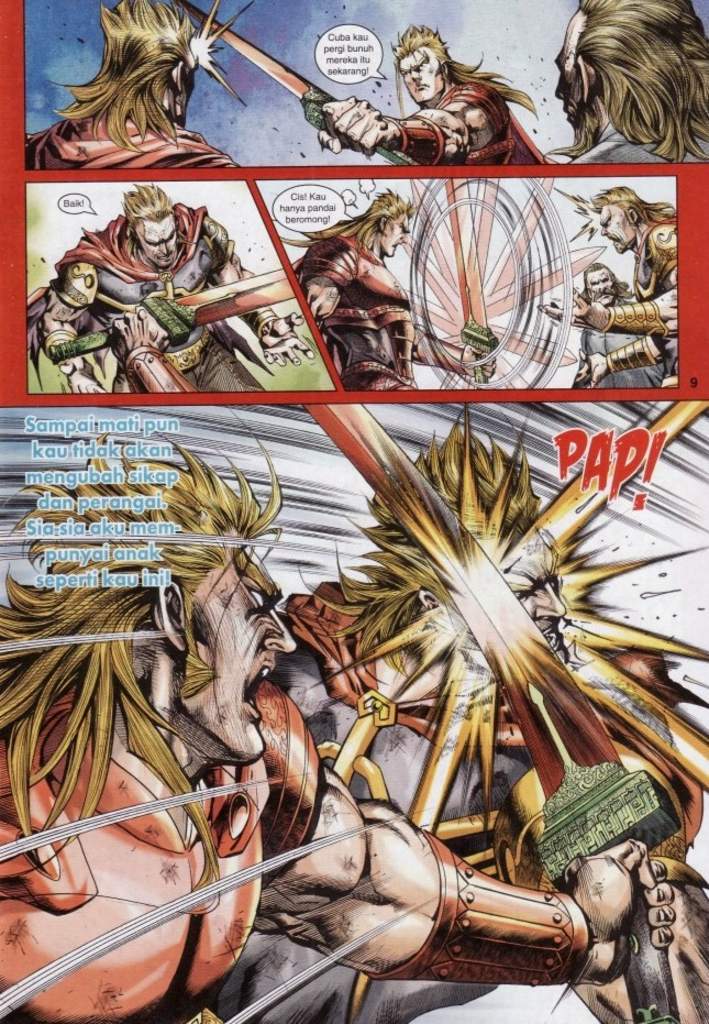 Cuba kau
pergi bunuh
mereka itu
sekarang!
Baik!
Cis! Kau
hanya pandai
beromong!
9
Sampai mati pun
kau tidak akan
mengubah sikap
dan perangai.
Sia-sia aku mem-
punyai anak
seperti kau ini!
PAPI!